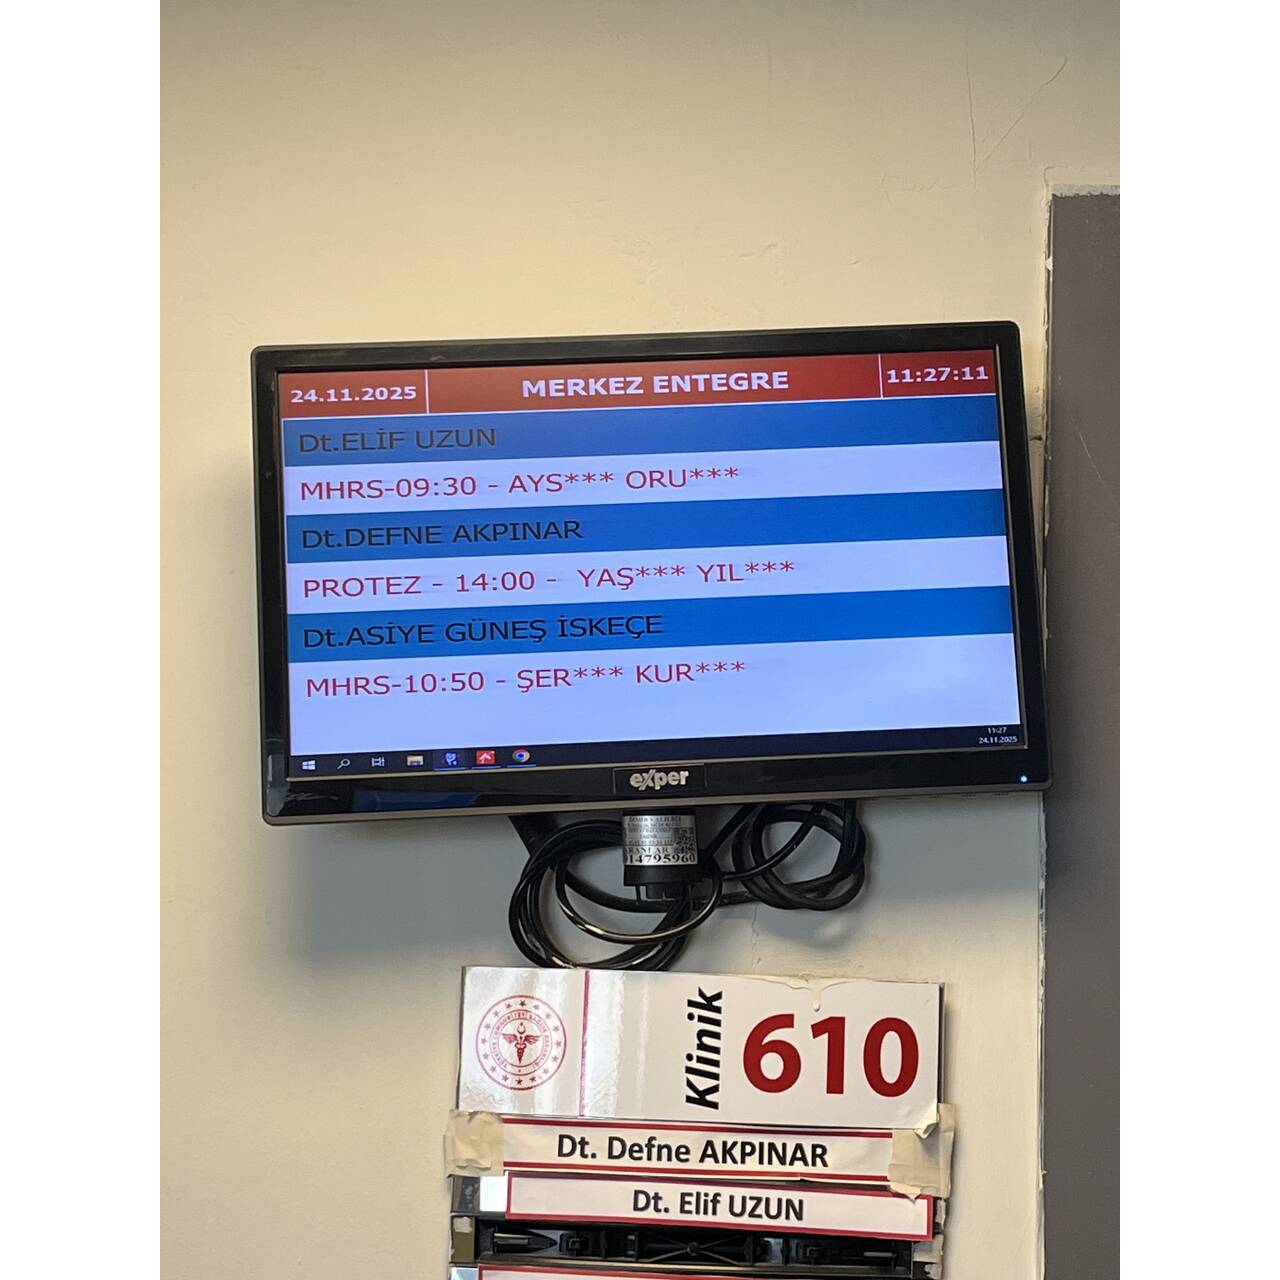 24.11.2025 MERKEZ ENTEGRE 11:27:11
Dt.ELİF UZUN
MHRS-09:30 - AYS*** ORU***
Dt.DEFNE AKPINAR
PROTEZ - 14:00 - YAŞ*** YIL***
Dt.ASİYE GÜNEŞ İSKEÇE
MHRS-10:50 - ŞER*** KUR***
11:27
24.11.2025
exper
14795960
Klinik 610
Dt. Defne AKPINAR
Dt. Elif UZUN